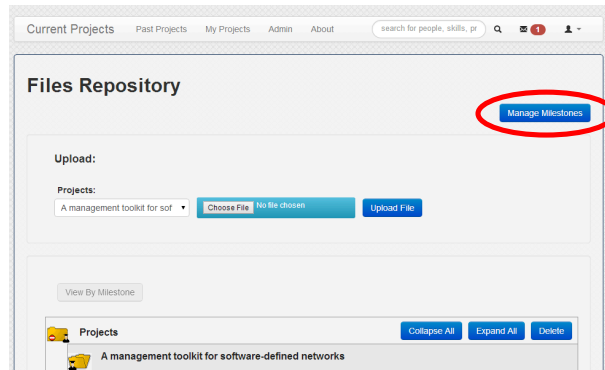 Current Projects Past Projects My Projects Admin About search for people, skills, pr 1
Files Repository
Manage Milestones
Upload:
Projects:
A management toolkit for sof Choose File No file chosen Upload File
View By Milestone
Projects Collapse All Expand All Delete
A management toolkit for software-defined networks